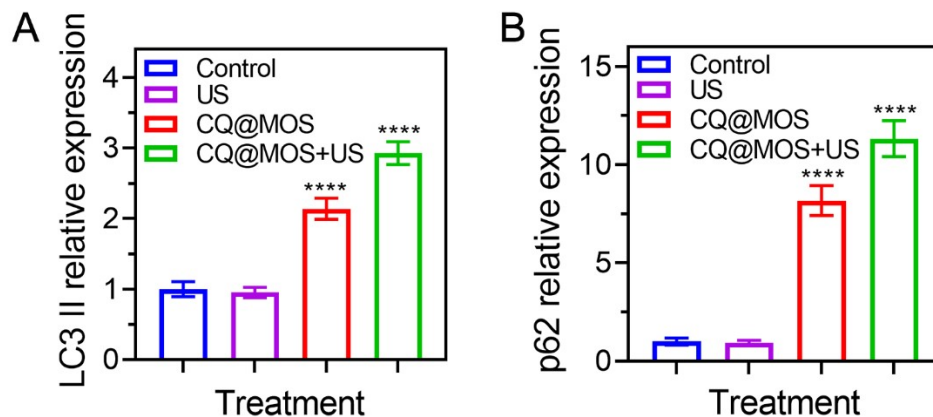 A
LC3 II relative expression
4
3
2
1
0
Control
US
CQ@MOS
CQ@MOS+US
****
****
Treatment
B
p62 relative expression
15
10
5
0
Control
US
CQ@MOS
CQ@MOS+US
****
****
Treatment